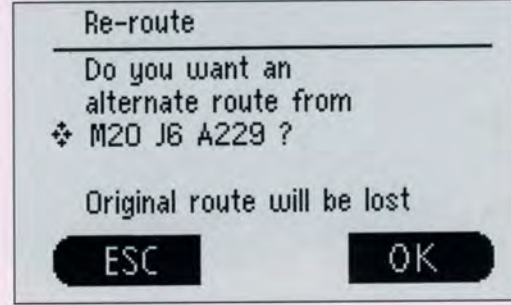 Re-route
Do you want an
alternate route from
M20 J6 A229 ?
Original route will be lost
ESC OK